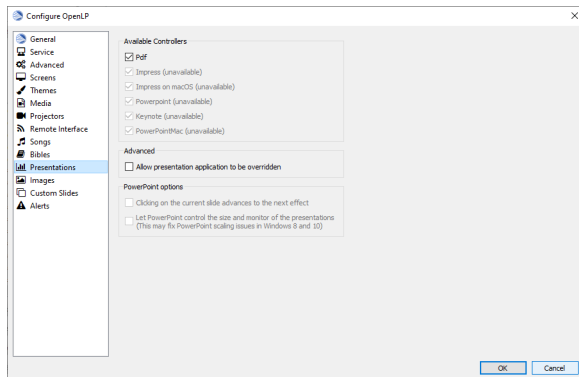 Configure OpenLP
General
Service
Advanced
Screens
Themes
Media
Projectors
Remote Interface
Songs
Bibles
Presentations
Images
Custom Slides
Alerts
Available Controllers
Pdf
Impress (unavailable)
Impress on macOS (unavailable)
Powerpoint (unavailable)
Keynote (unavailable)
PowerPointMac (unavailable)
Advanced
Allow presentation application to be overridden
PowerPoint options
Clicking on the current slide advances to the next effect
Let PowerPoint control the size and monitor of the presentations
(This may fix PowerPoint scaling issues in Windows 8 and 10)
OK
Cancel